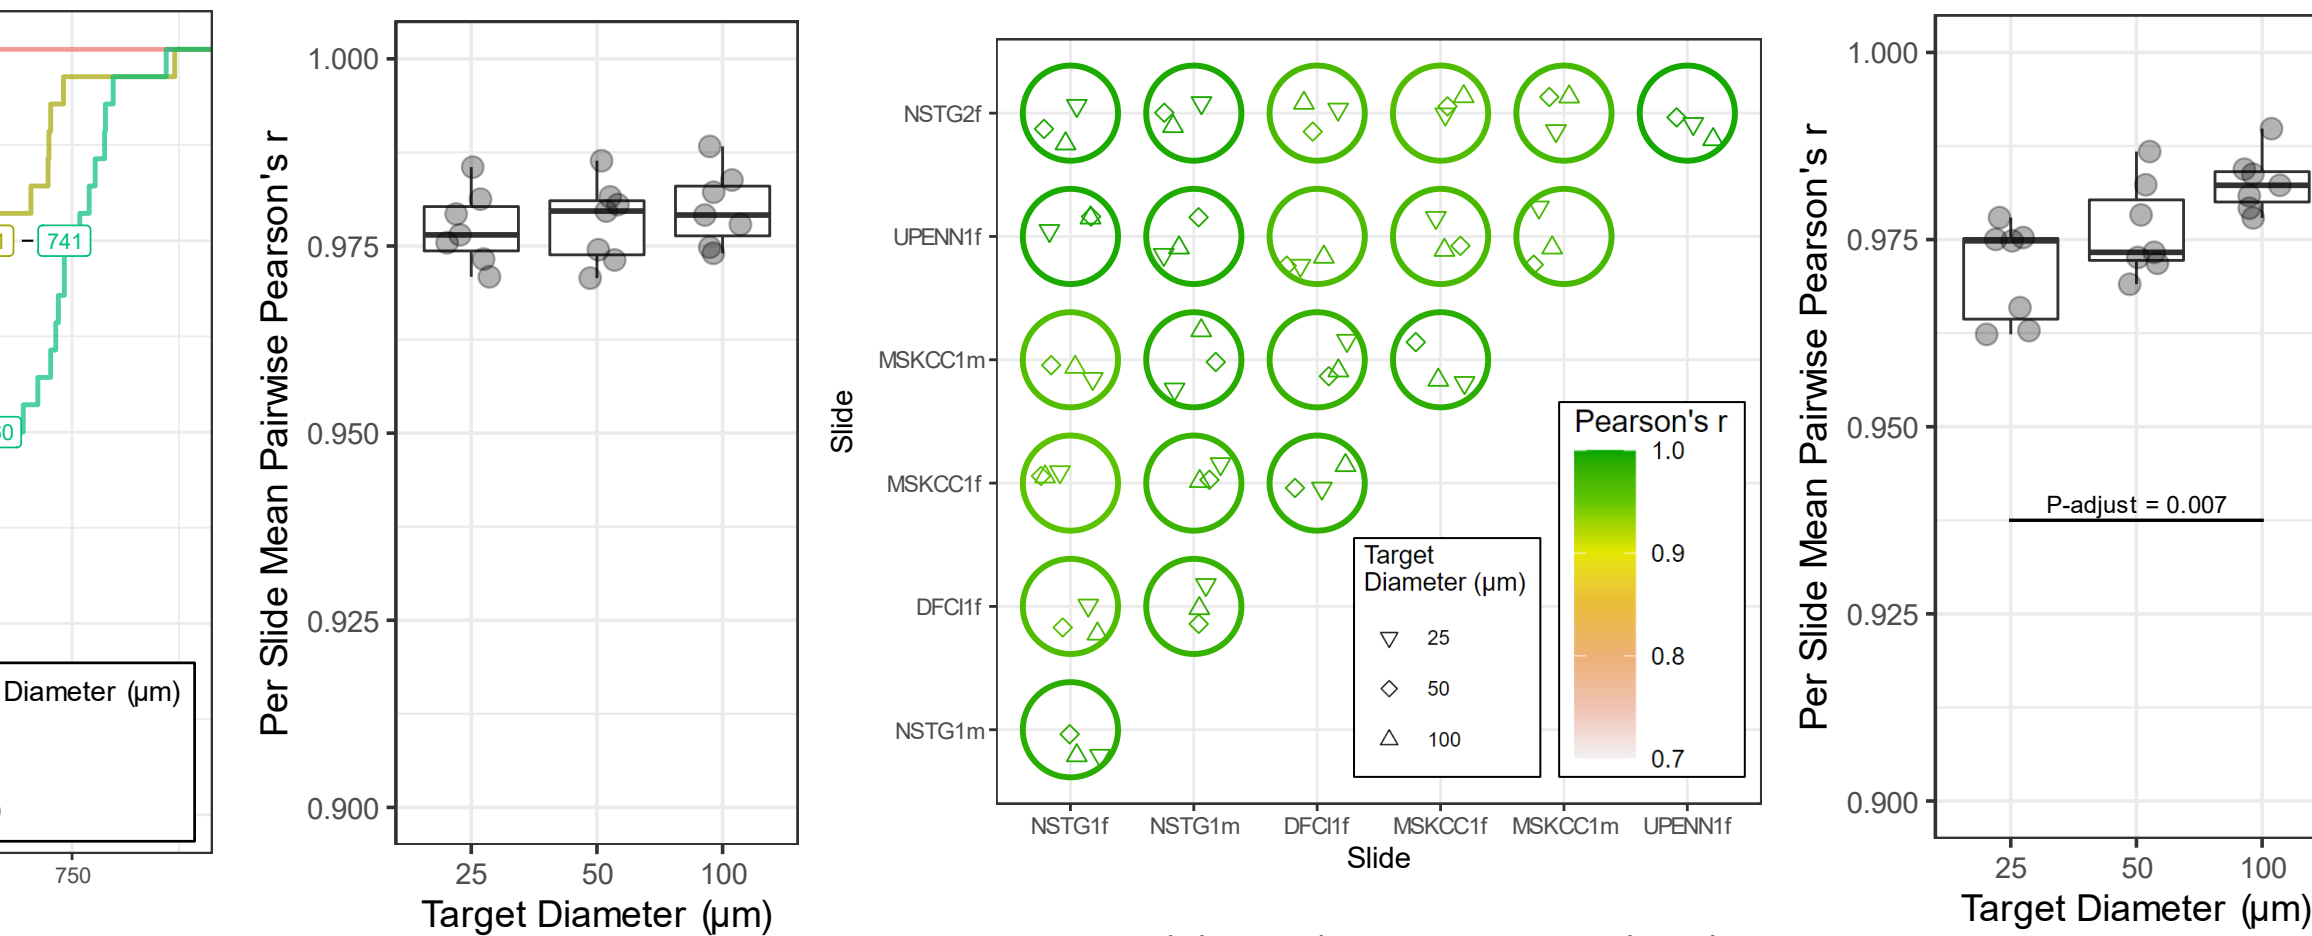 741
Diameter (µm)
750
Per Slide Mean Pairwise Pearson's r
1.000
0.975
0.950
0.925
0.900
25
50
100
Target Diameter (µm)
Slide
NSTG2f
UPENN1f
MSKCC1m
MSKCC1f
DFCI1f
NSTG1m
NSTG1f
NSTG1m
DFCI1f
MSKCC1f
MSKCC1m
UPENN1f
Slide
Target
Diameter (µm)
25
50
100
Pearson's r
1.0
0.9
0.8
0.7
Per Slide Mean Pairwise Pearson's r
1.000
0.975
0.950
0.925
0.900
P-adjust = 0.007
25
50
100
Target Diameter (µm)